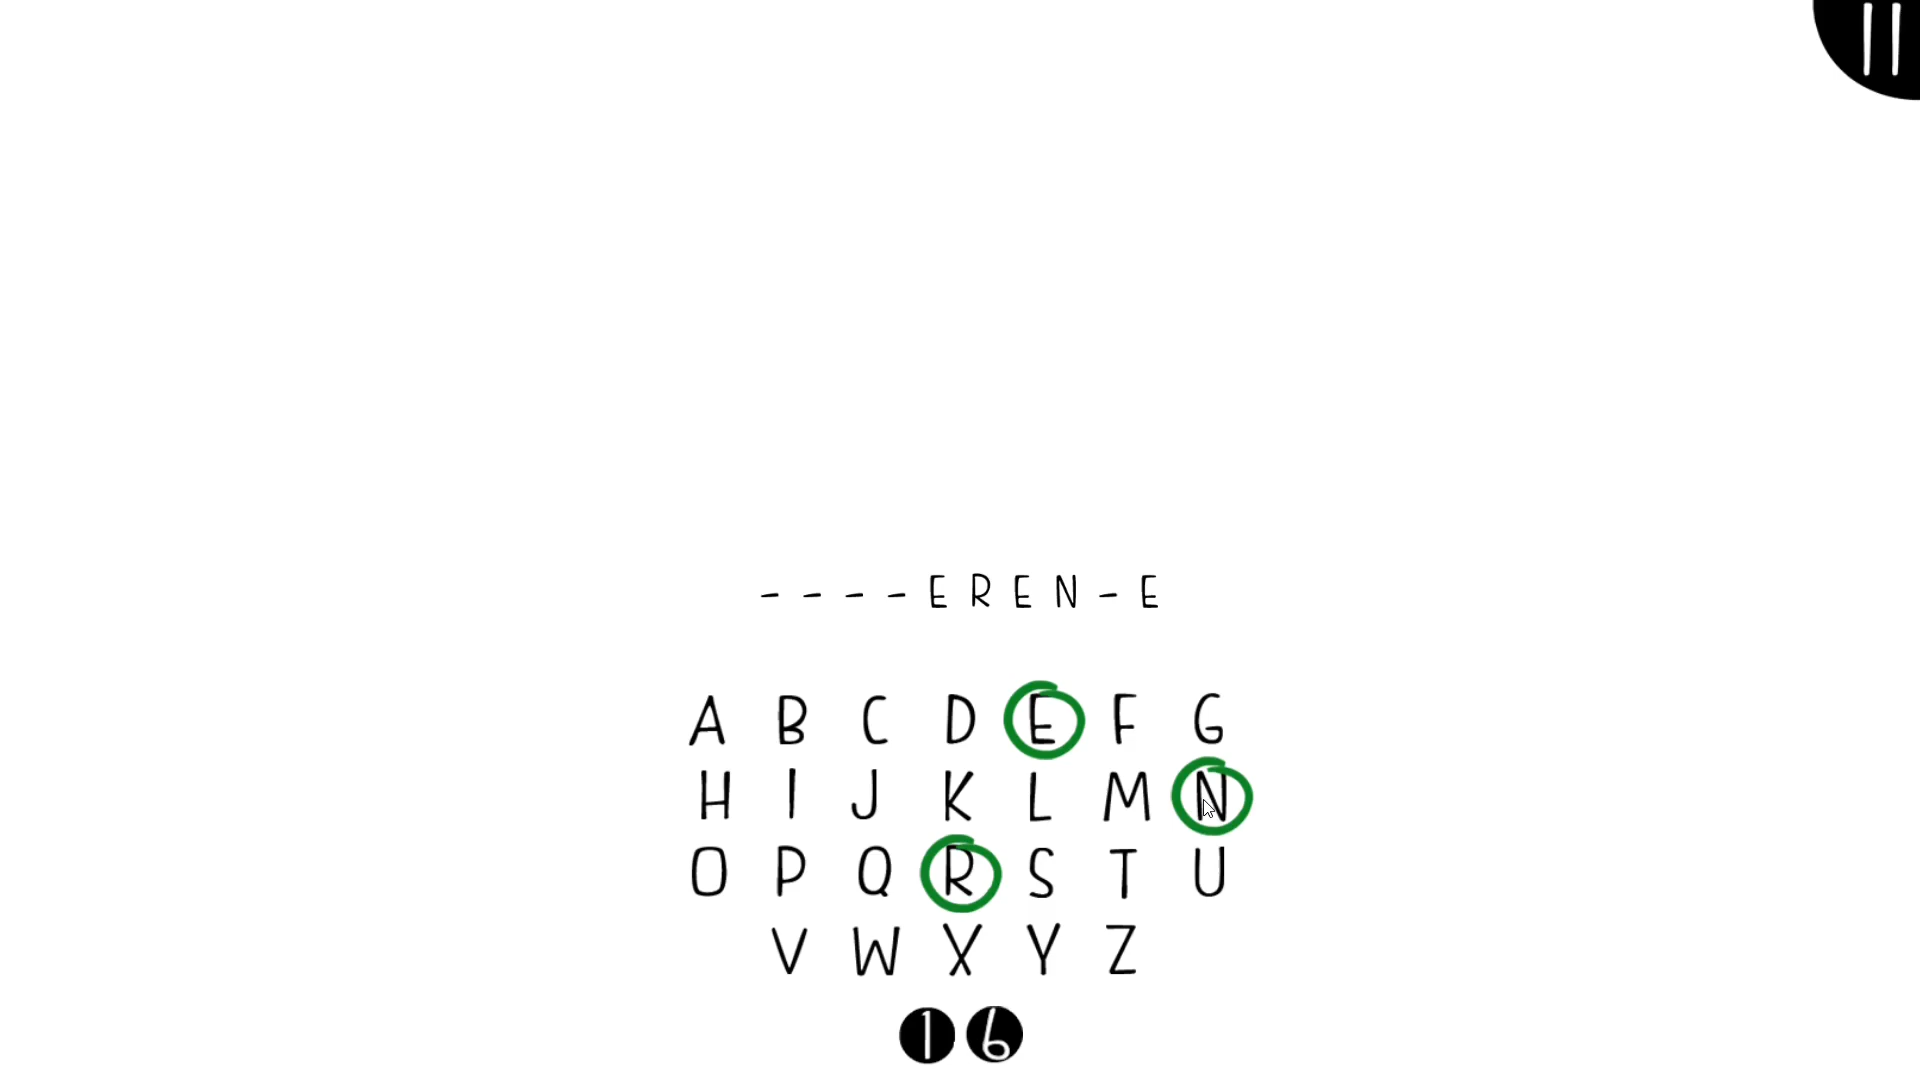 - - - - E R E N - E
A B C D E F G
H I J K L M N
O P Q R S T U
V W X Y Z
1 6